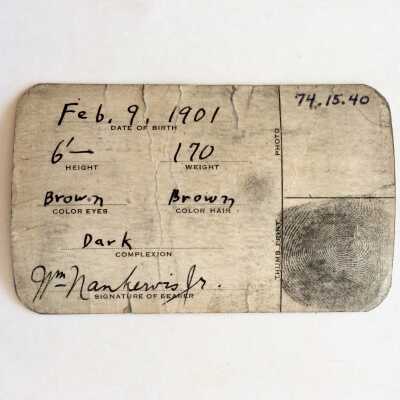 Feb. 9, 1901
DATE OF BIRTH
74.15.40
PHOTO
6'— 170
HEIGHT WEIGHT
Brown Brown
COLOR EYES COLOR HAIR
Dark
COMPLEXION
THUMB PRINT
Wm Nankervis Jr.
SIGNATURE OF BEARER